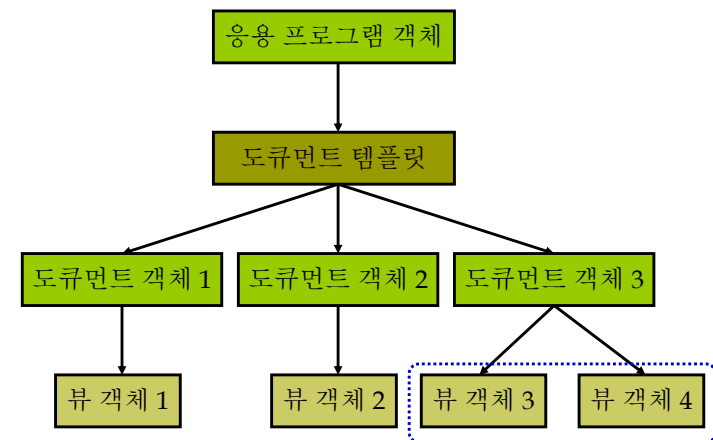 응용 프로그램 객체
도큐먼트 템플릿
도큐먼트 객체 1
도큐먼트 객체 2
도큐먼트 객체 3
뷰 객체 1
뷰 객체 2
뷰 객체 3
뷰 객체 4